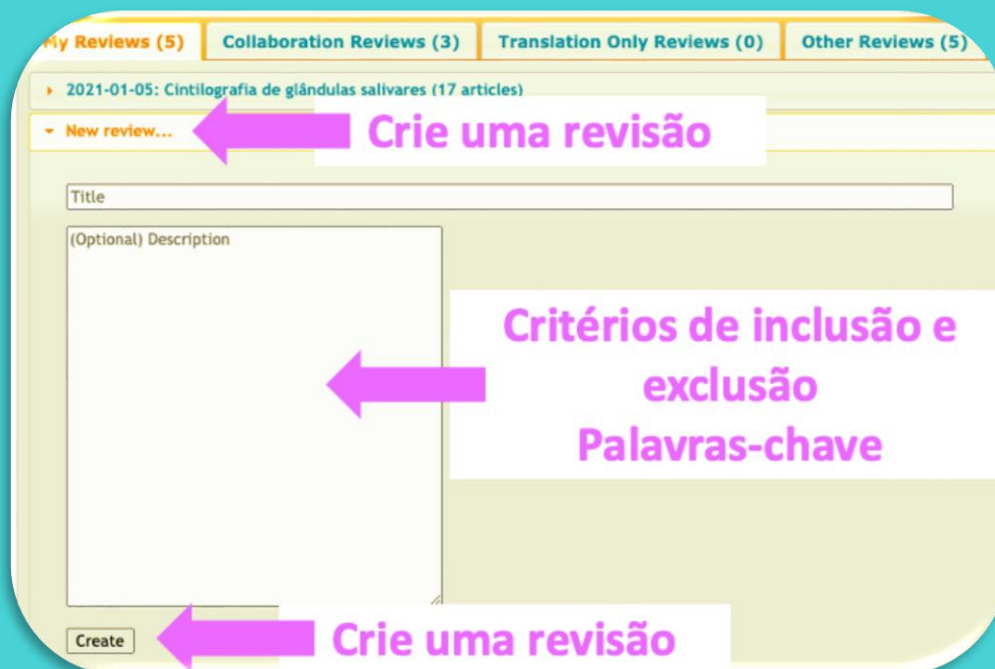 My Reviews (5) Collaboration Reviews (3) Translation Only Reviews (0) Other Reviews (5)
2021-01-05: Cintilografia de glândulas salivares (17 articles)
New review...
Crie uma revisão
Title
(Optional) Description
Critérios de inclusão e
exclusão
Palavras-chave
Create
Crie uma revisão